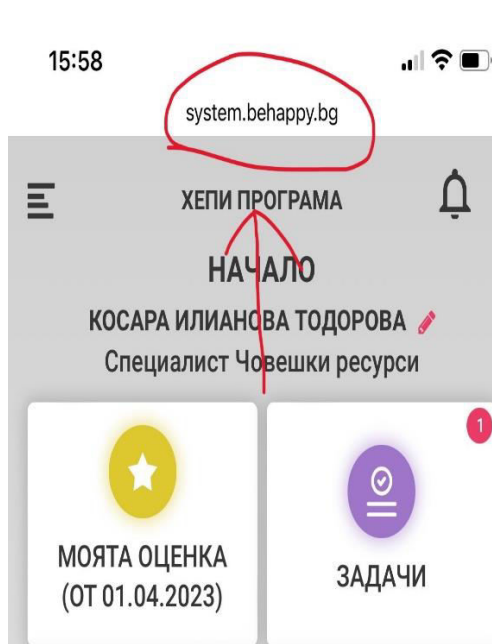 15:58
system.behappy.bg
ХЕПИ ПРОГРАМА
НАЧАЛО
КОСАРА ИЛИАНОВА ТОДОРОВА
Специалист Човешки ресурси
1
МОЯТА ОЦЕНКА
(ОТ 01.04.2023)
ЗАДАЧИ